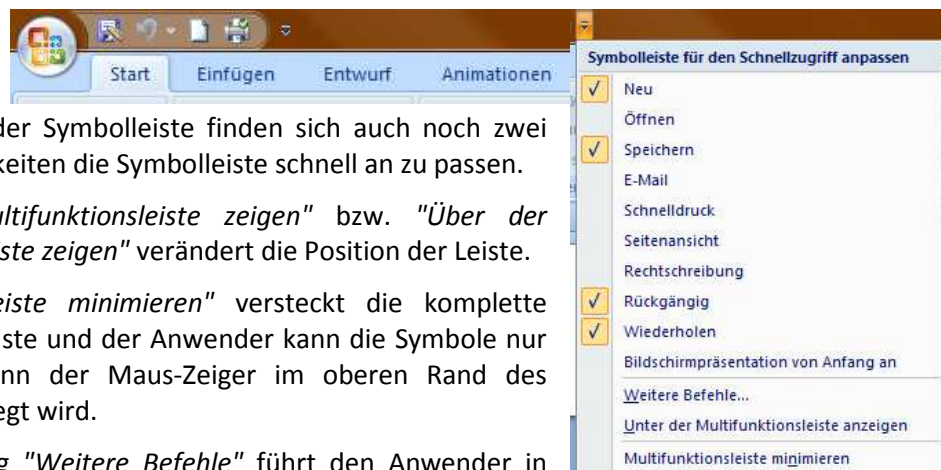 Start Einfügen Entwurf Animationen
der Symbolleiste finden sich auch noch zwei
keiten die Symbolleiste schnell an zu passen.
ultifunktionsleiste zeigen" bzw. "Über der
iste zeigen" verändert die Position der Leiste.
eiste minimieren" versteckt die komplette
iste und der Anwender kann die Symbole nur
nn der Maus-Zeiger im oberen Rand des
egt wird.
g "Weitere Befehle" führt den Anwender in
Symbolleiste für den Schnellzugriff anpassen
Neu
Öffnen
Speichern
E-Mail
Schnelldruck
Seitenansicht
Rechtschreibung
Rückgängig
Wiederholen
Bildschirmpräsentation von Anfang an
Weitere Befehle...
Unter der Multifunktionsleiste anzeigen
Multifunktionsleiste minimieren